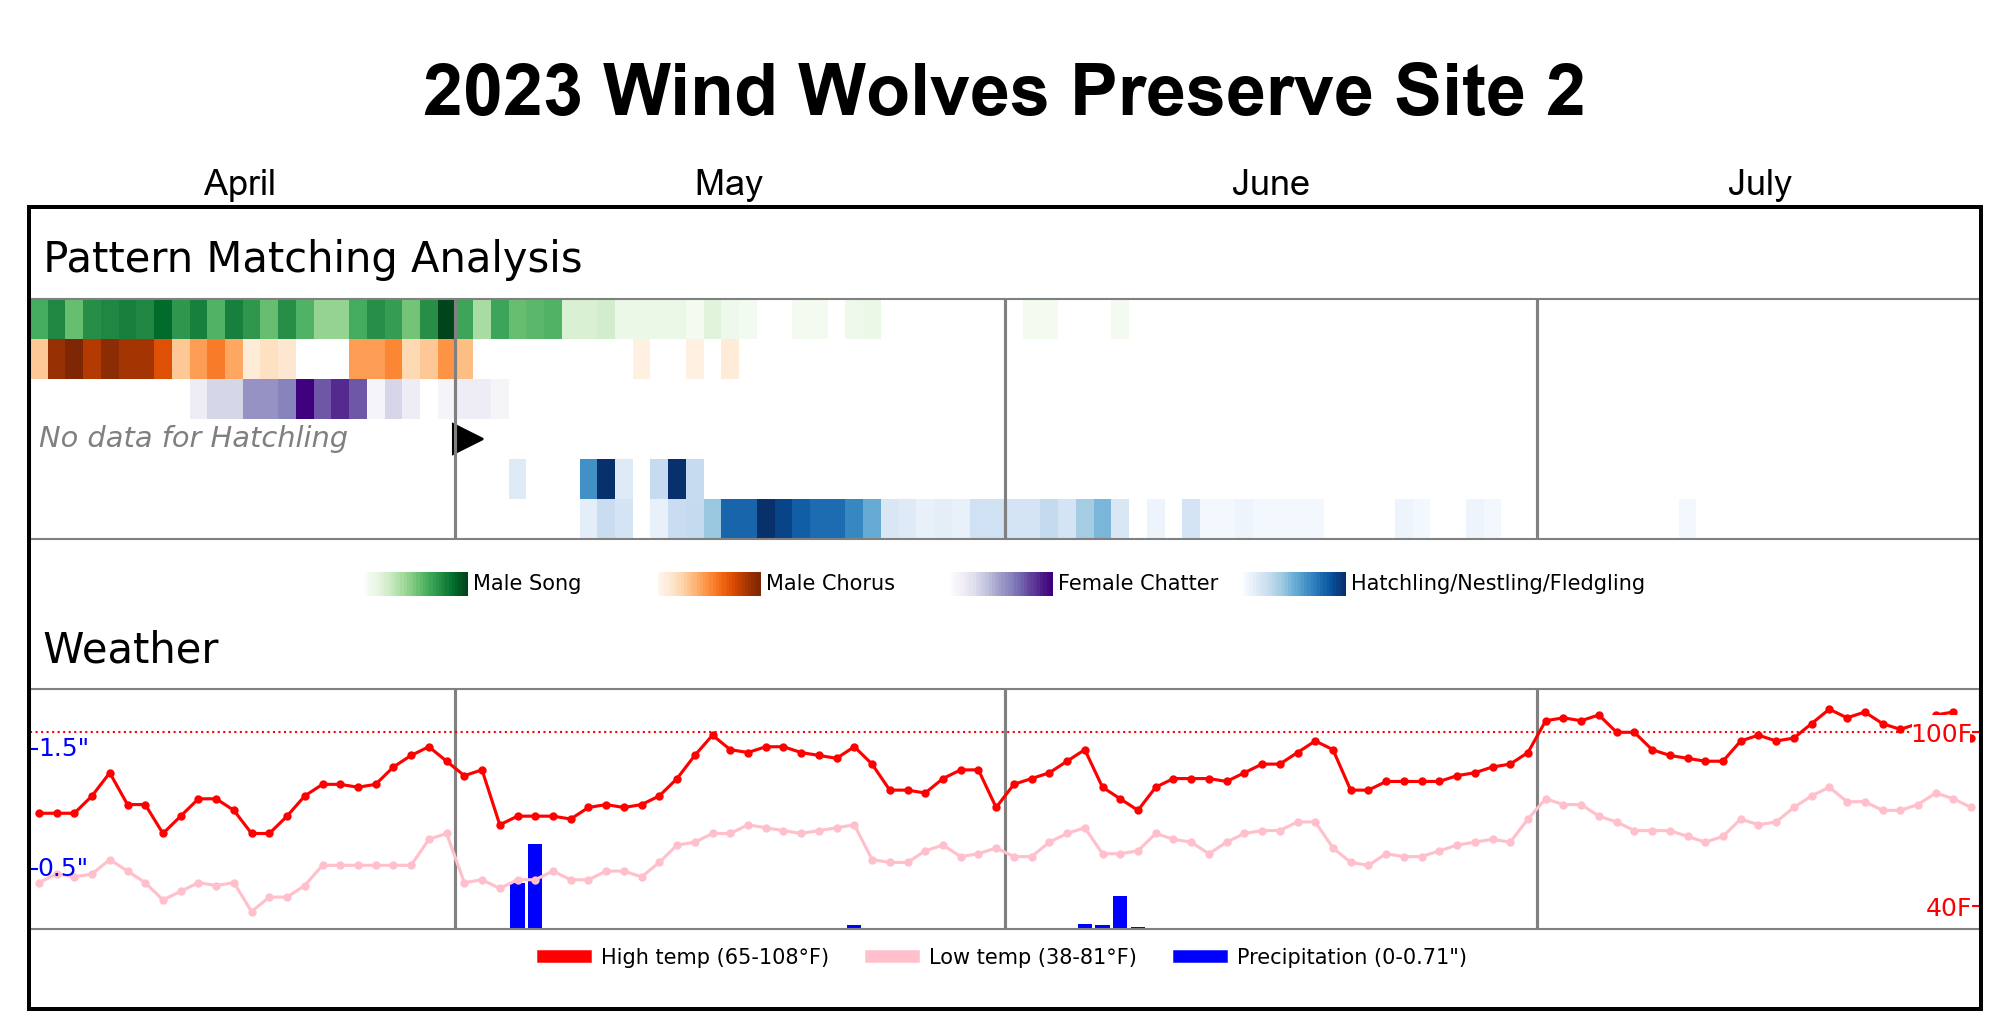 2023 Wind Wolves Preserve Site 2
April May June July
Pattern Matching Analysis
No data for Hatchling
Male Song Male Chorus Female Chatter Hatchling/Nestling/Fledgling
Weather
1.5" 100F
0.5" 40F
High temp (65-108°F) Low temp (38-81°F) Precipitation (0-0.71")